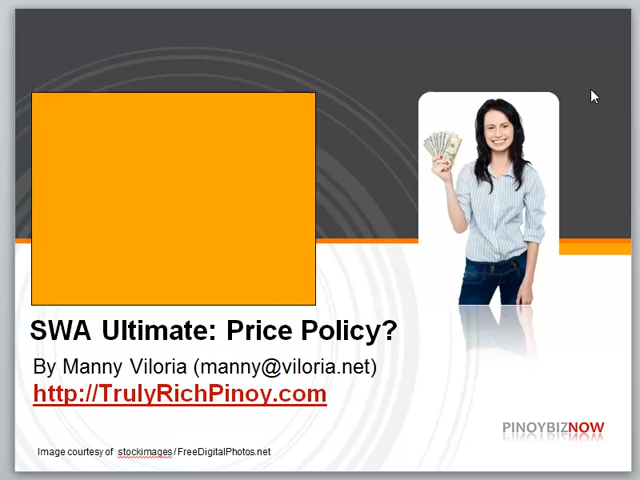 SWA Ultimate: Price Policy?
By Manny Viloria (manny@viloria.net)
http://TrulyRichPinoy.com
PINOYBIZNOW
Image courtesy of stockimages/FreeDigitalPhotos.net